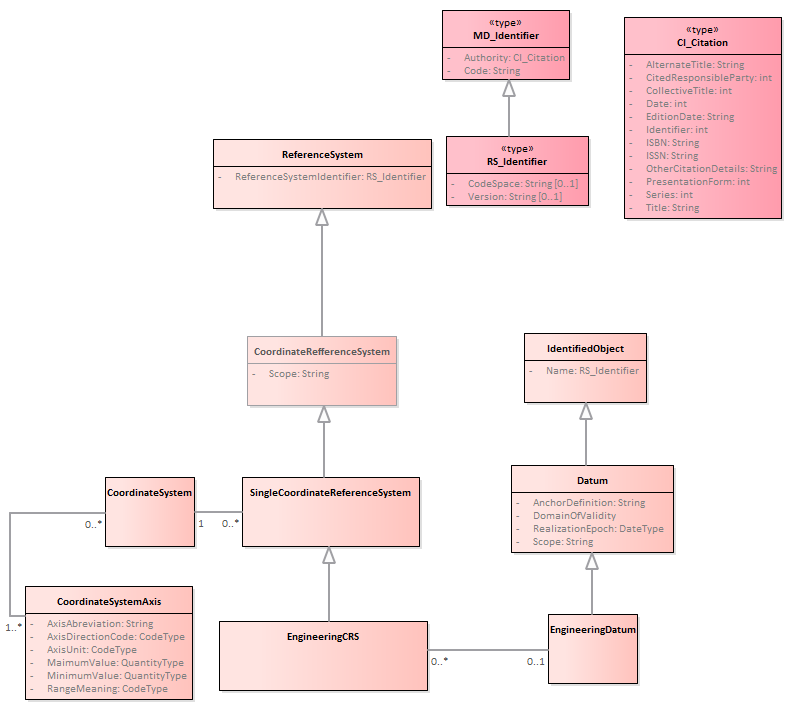 «type»
MD_Identifier
- Authority: CI_Citation
- Code: String
«type»
CI_Citation
- AlternateTitle: String
- CitedResponsibleParty: int
- CollectiveTitle: int
- Date: int
- EditionDate: String
- Identifier: int
- ISBN: String
- ISSN: String
- OtherCitationDetails: String
- PresentationForm: int
- Series: int
- Title: String
ReferenceSystem
- ReferenceSystemIdentifier: RS_Identifier
«type»
RS_Identifier
- CodeSpace: String [0..1]
- Version: String [0..1]
CoordinateRefferenceSystem
- Scope: String
IdentifiedObject
- Name: RS_Identifier
CoordinateSystem
0..*
1
0..*
SingleCoordinateReferenceSystem
Datum
- AnchorDefinition: String
- DomainOfValidity
- RealizationEpoch: DateType
- Scope: String
1..*
CoordinateSystemAxis
- AxisAbreviation: String
- AxisDirectionCode: CodeType
- AxisUnit: CodeType
- MaimumValue: QuantityType
- MinimumValue: QuantityType
- RangeMeaning: CodeType
EngineeringCRS
0..*
0..1
EngineeringDatum